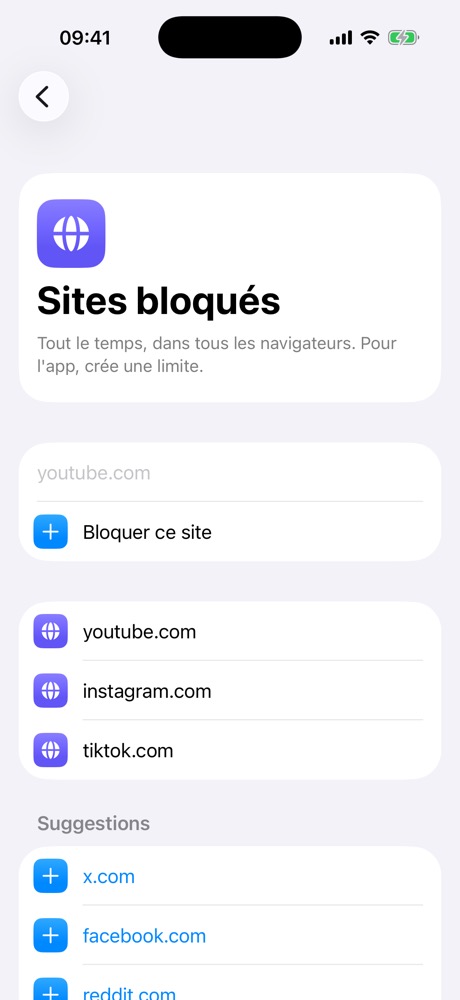 09:41
Sites bloqués
Tout le temps, dans tous les navigateurs. Pour
l'app, crée une limite.
youtube.com
Bloquer ce site
youtube.com
instagram.com
tiktok.com
Suggestions
x.com
facebook.com
reddit.com